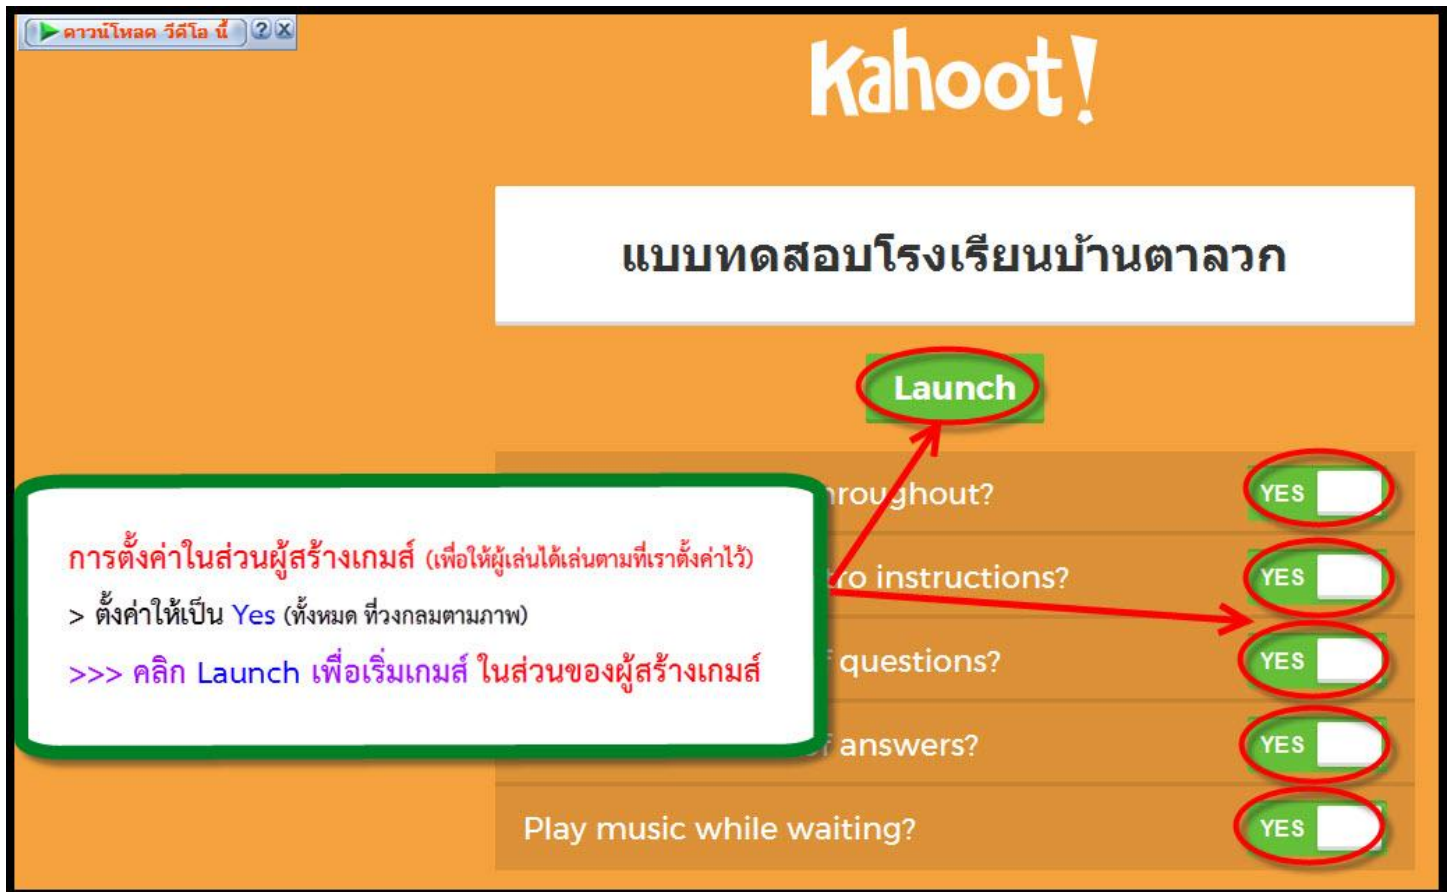 ดาวน์โหลด วีดีโอ นี้ ? X
Kahoot!
แบบทดสอบโรงเรียนบ้านตาลวก
Launch
hroughout? YES
การตั้งค่าในส่วนผู้สร้างเกมส์ (เพื่อให้ผู้เล่นได้เล่นตามที่เราตั้งค่าไว้)
tro instructions? YES
> ตั้งค่าให้เป็น Yes (ทั้งหมด ที่วงกลมตามภาพ)
questions? YES
>>> คลิก Launch เพื่อเริ่มเกมส์ ในส่วนของผู้สร้างเกมส์
of answers? YES
Play music while waiting? YES